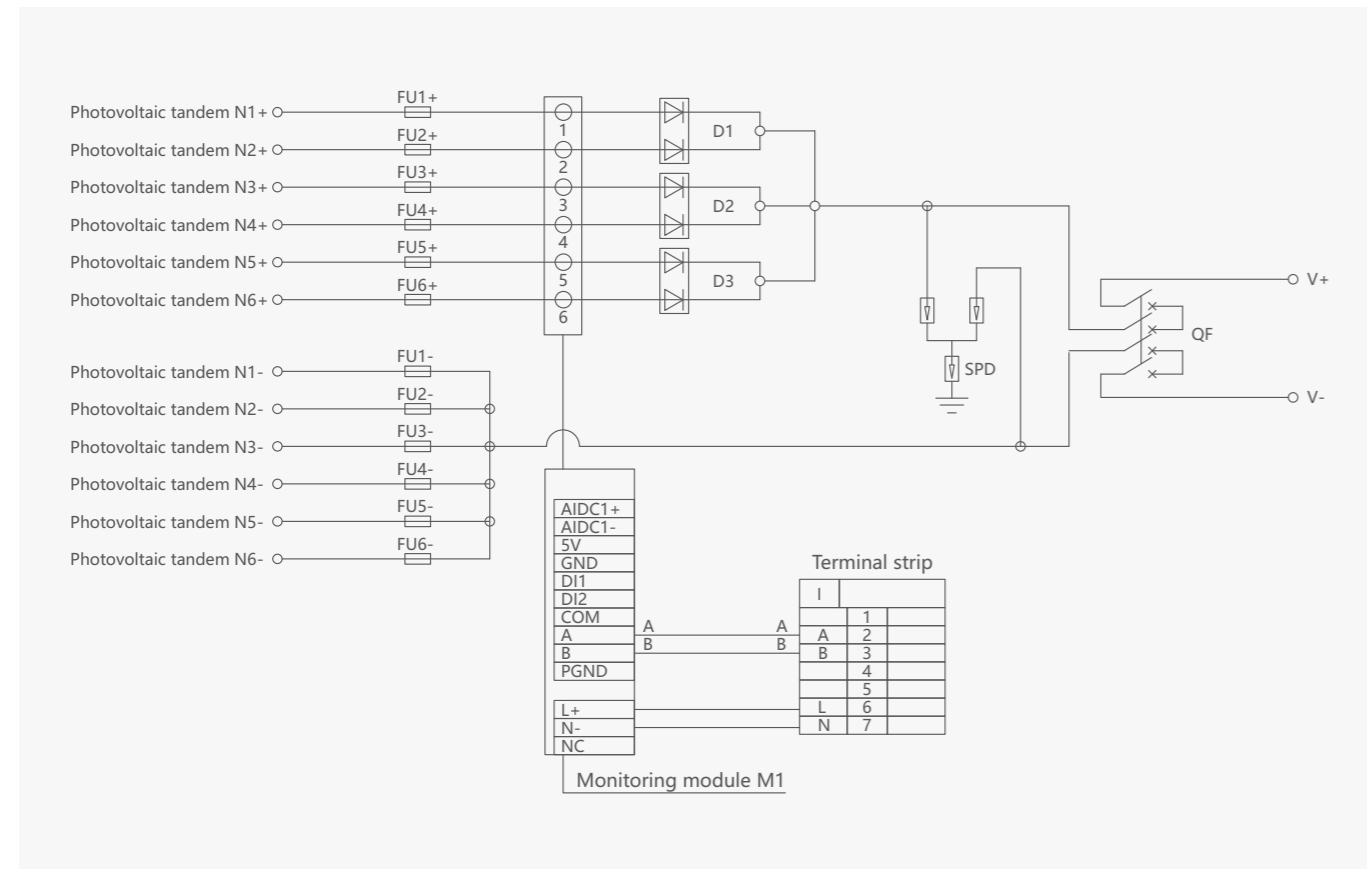 FU1+
Photovoltaic tandem N1+
1
D1
FU2+
Photovoltaic tandem N2+
2
FU3+
Photovoltaic tandem N3+
3
D2
FU4+
Photovoltaic tandem N4+
4
FU5+
Photovoltaic tandem N5+
5
D3
FU6+
Photovoltaic tandem N6+
6
V+
QF
SPD
V-
FU1-
Photovoltaic tandem N1-
FU2-
Photovoltaic tandem N2-
FU3-
Photovoltaic tandem N3-
FU4-
Photovoltaic tandem N4-
FU5-
Photovoltaic tandem N5-
FU6-
Photovoltaic tandem N6-
AIDC1+
AIDC1-
5V
GND
DI1
DI2
COM
A
B
PGND
L+
N-
NC
A A
B B
Terminal strip
I
1
A 2
B 3
4
5
L 6
N 7
Monitoring module M1